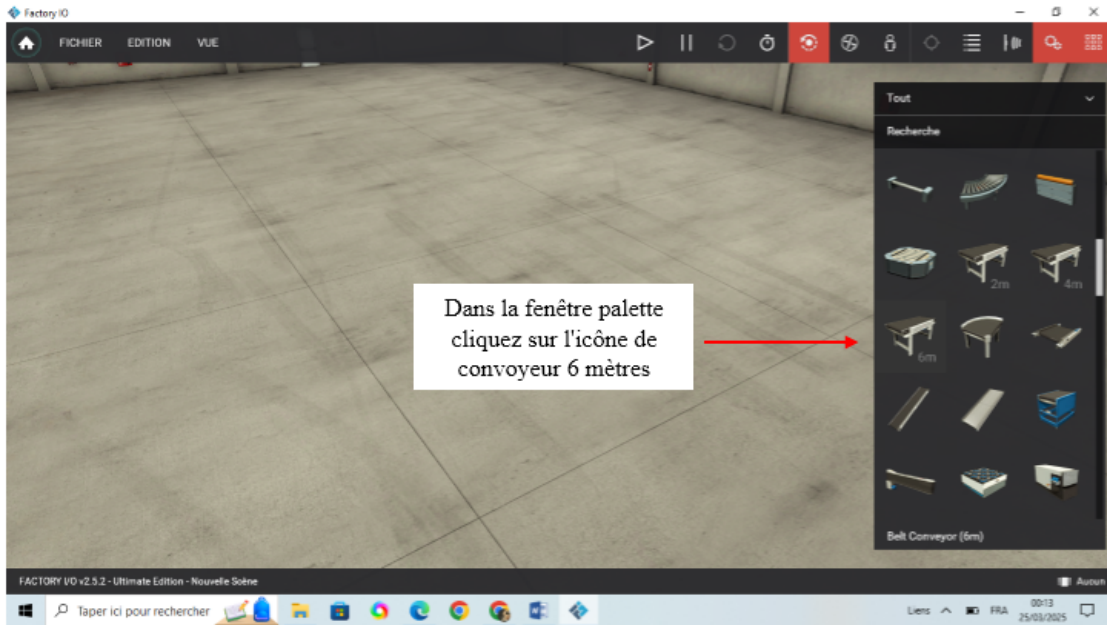 Factory IO
FICHIER EDITION VUE
Tout
Recherche
2m
4m
Dans la fenêtre palette
cliquez sur l'icône de
convoyeur 6 mètres
6m
Belt Conveyor (6m)
FACTORY I/O v2.5.2 - Ultimate Edition - Nouvelle Scène
Aucun
Taper ici pour rechercher
Liens
FRA
00:13
25/03/2025